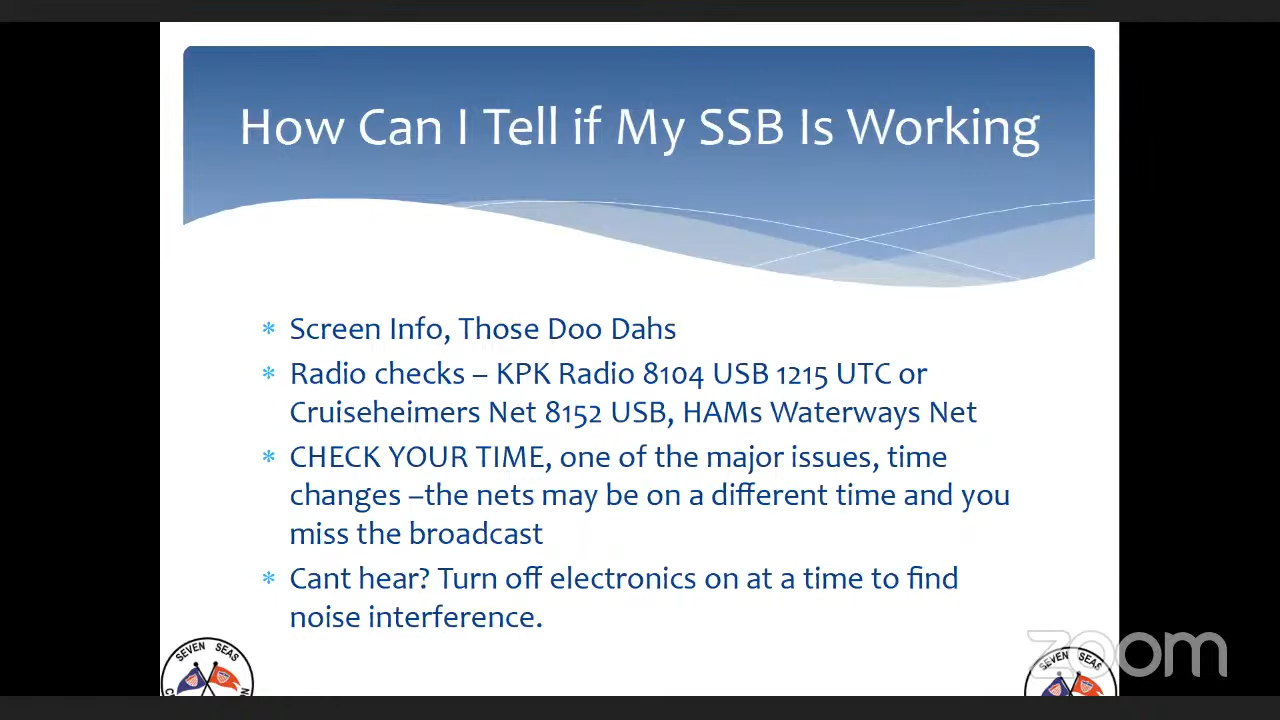 How Can I Tell if My SSB Is Working
* Screen Info, Those Doo Dahs
* Radio checks – KPK Radio 8104 USB 1215 UTC or
Cruiseheimers Net 8152 USB, HAMs Waterways Net
* CHECK YOUR TIME, one of the major issues, time
changes –the nets may be on a different time and you
miss the broadcast
* Cant hear? Turn off electronics on at a time to find
noise interference.
SEVEN SEAS
SEVEN SEAS
zoom